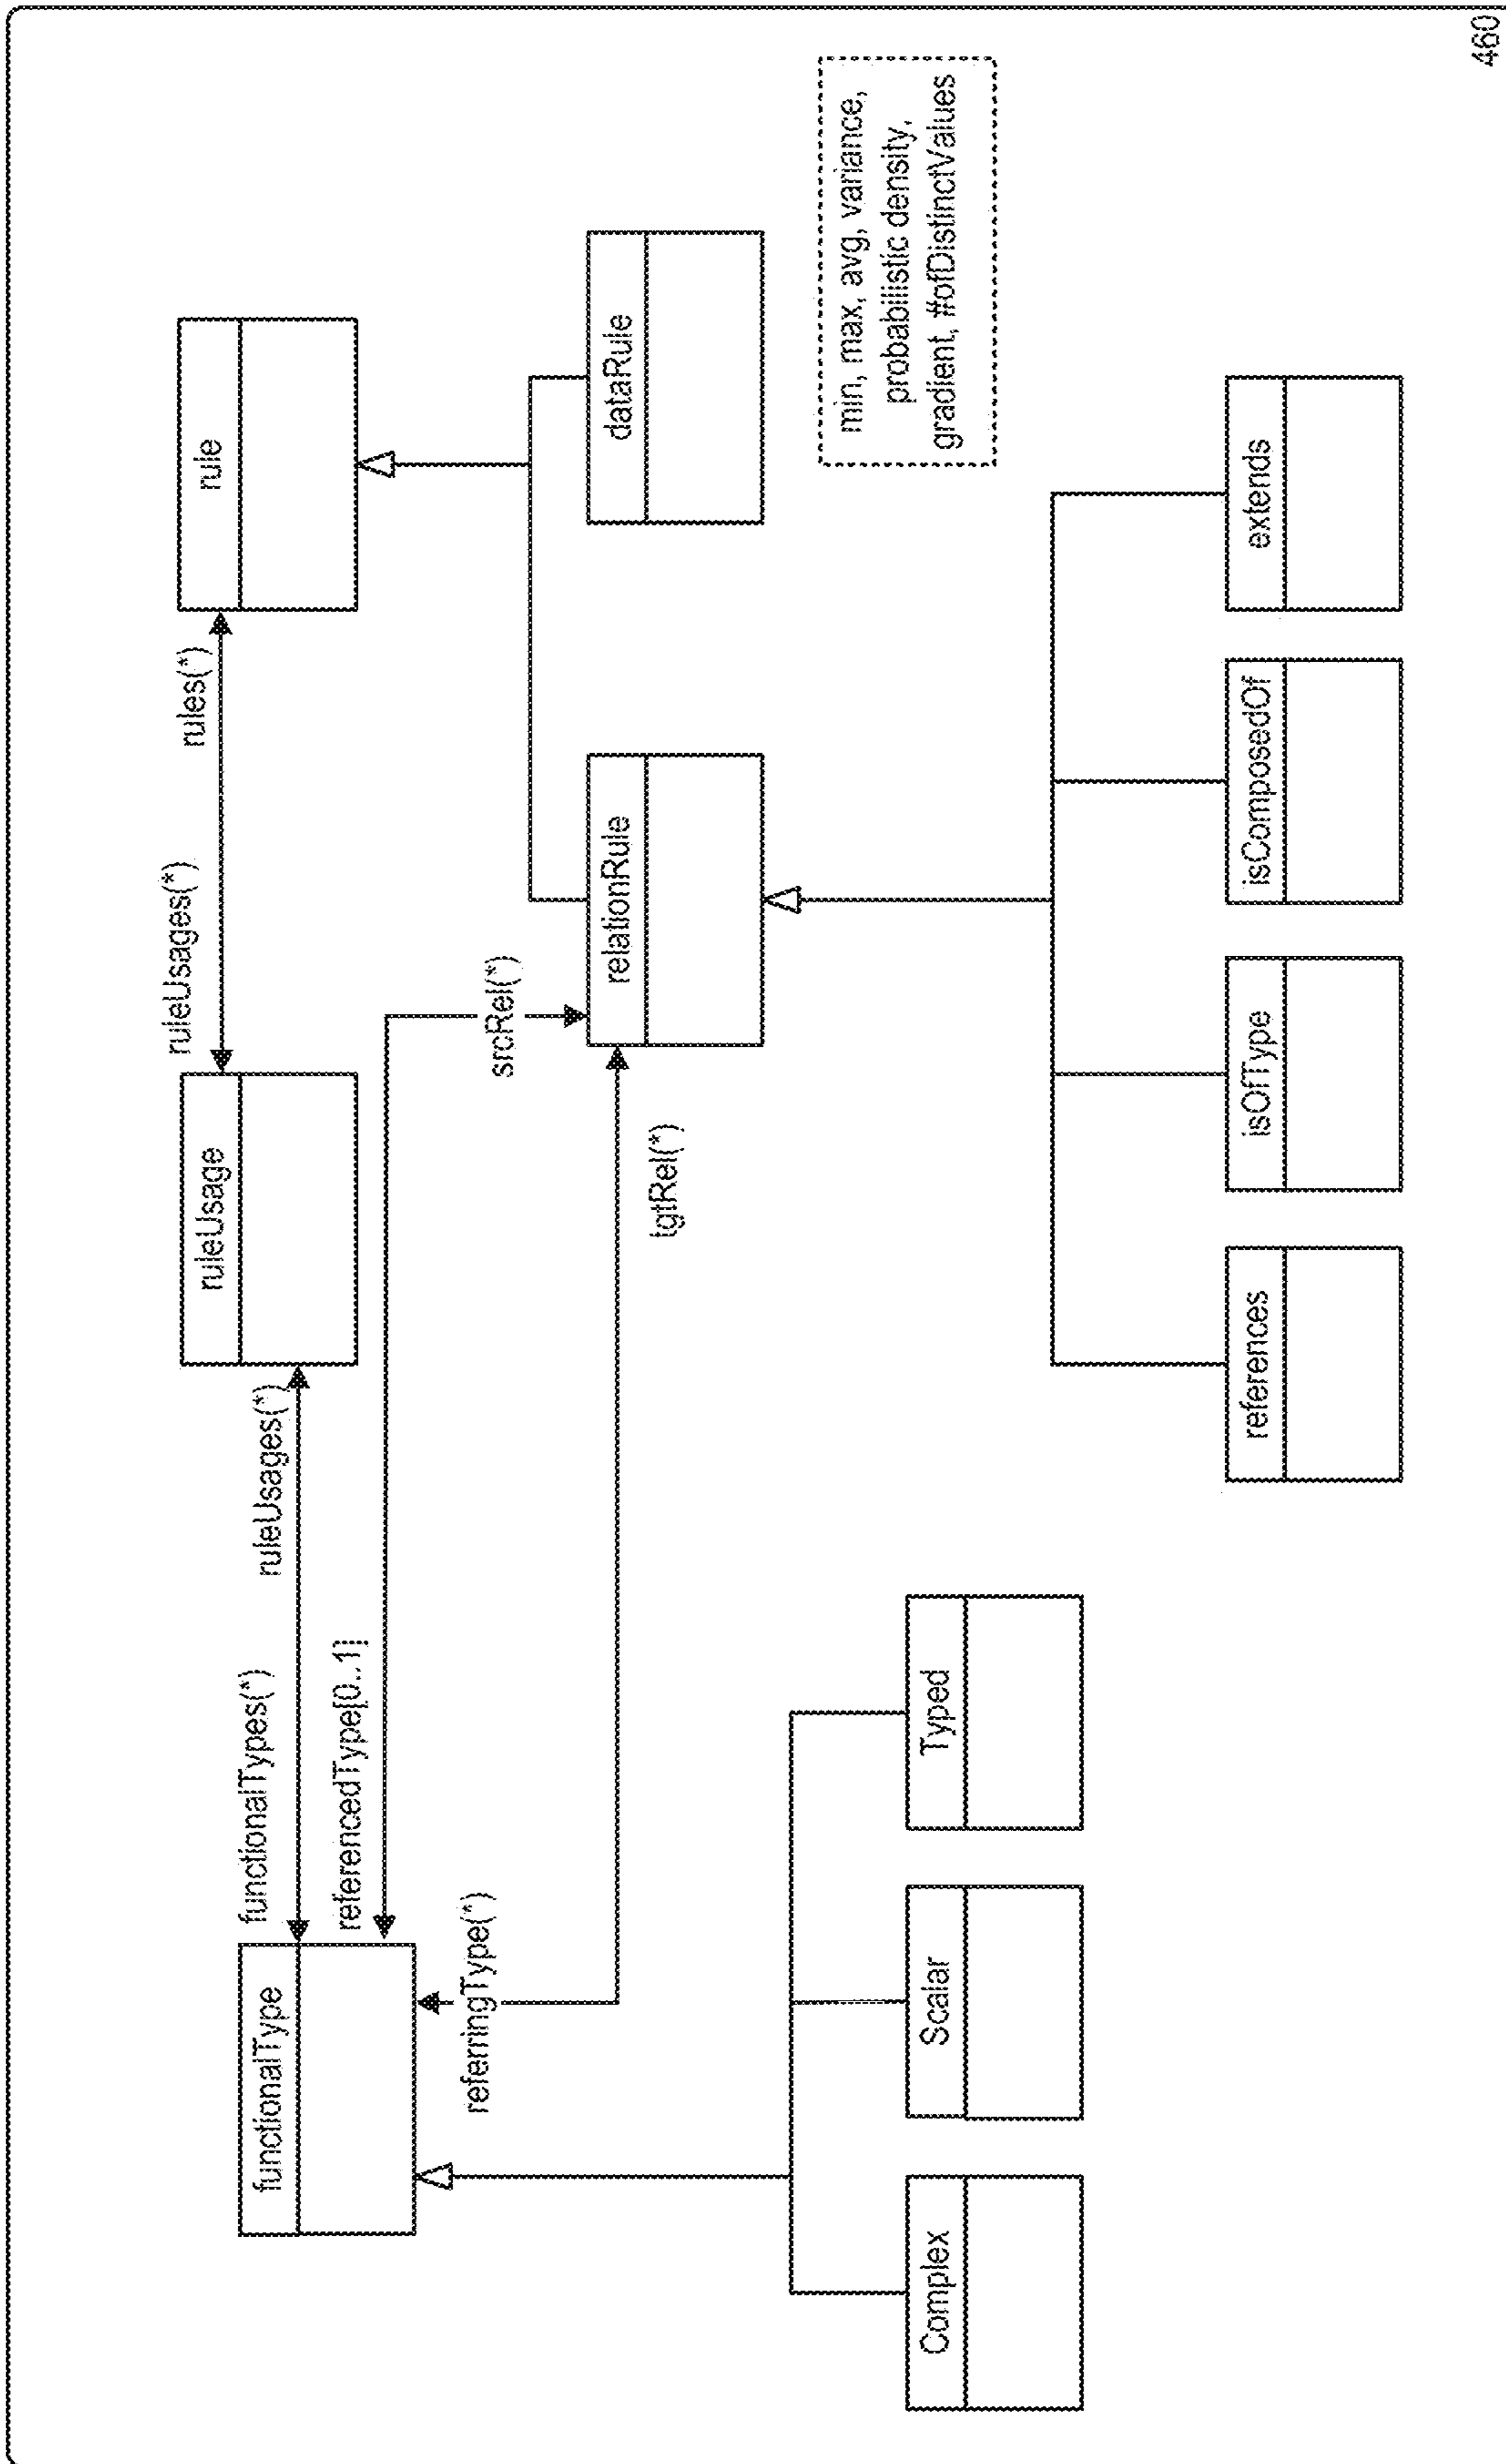 functionalType
functionalTypes(*)
ruleUsages(*)
ruleUsage
ruleUsages(*)
rules(*)
rule
referencedType[0..1]
srcRel(*)
referringType(*)
tgtRel(*)
relationRule
dataRule
min, max, avg, variance,
probabilistic density,
gradient, #ofDistinctValues
Complex
Scalar
Typed
references
isOfType
isComposedOf
extends
460